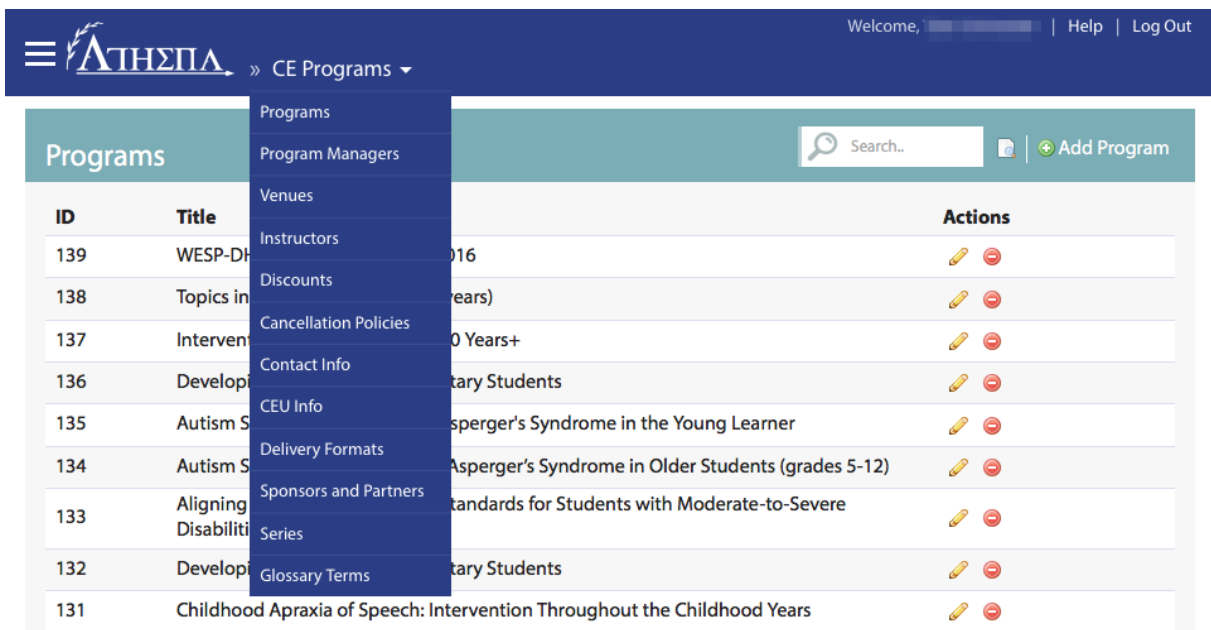 Welcome, | Help | Log Out
ΛΤΗΣΠΛ » CE Programs
Programs
Program Managers
Venues
Instructors
Discounts
Cancellation Policies
Contact Info
CEU Info
Delivery Formats
Sponsors and Partners
Series
Glossary Terms
Programs Search.. | Add Program
ID Title Actions
139 WESP-DH 016
138 Topics in years)
137 Interven 0 Years+
136 Developi tary Students
135 Autism S sperger's Syndrome in the Young Learner
134 Autism S Asperger’s Syndrome in Older Students (grades 5-12)
133 Aligning tandards for Students with Moderate-to-Severe
Disabiliti
132 Developi tary Students
131 Childhood Apraxia of Speech: Intervention Throughout the Childhood Years